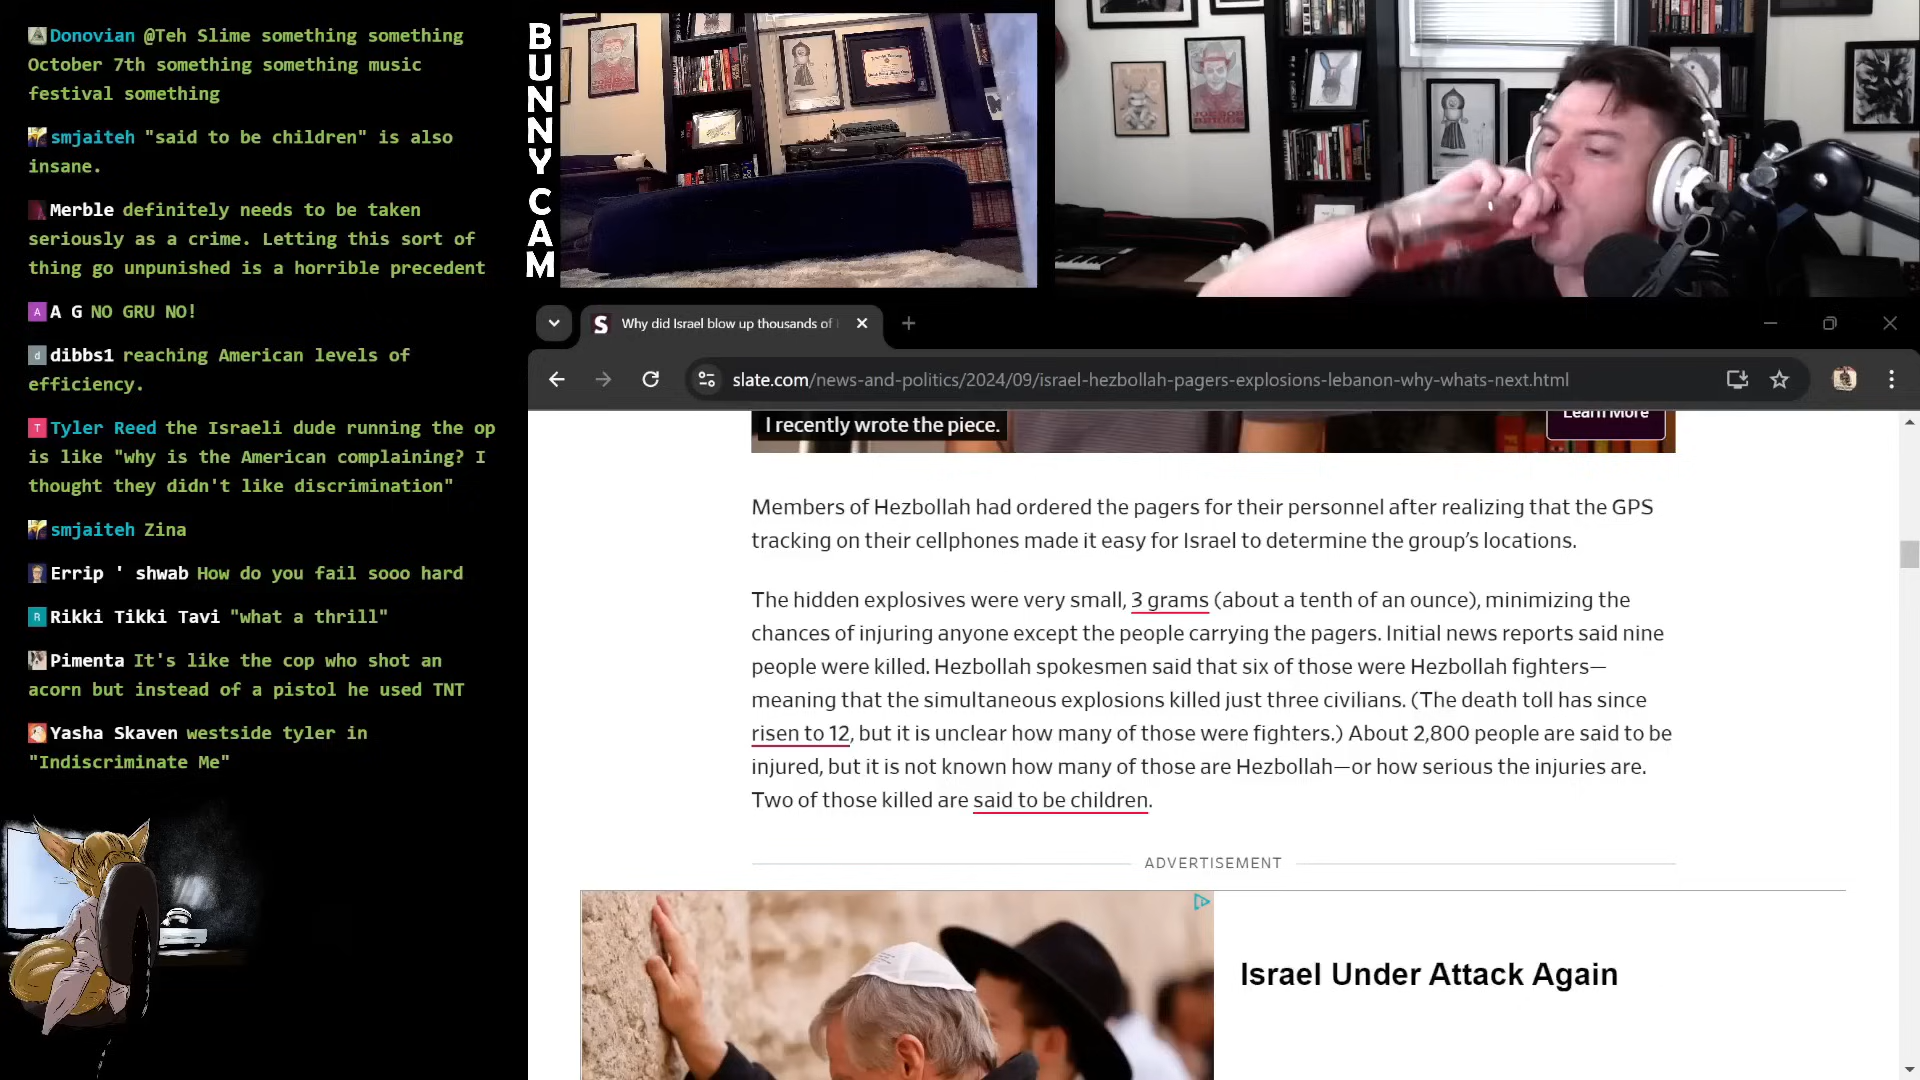 Donovian @Teh Slime something something
October 7th something something music
festival something
smjaiteh "said to be children" is also
insane.
Merble definitely needs to be taken
seriously as a crime. Letting this sort of
thing go unpunished is a horrible precedent
A A G NO GRU NO!
d dibbs1 reaching American levels of
efficiency.
T Tyler Reed the Israeli dude running the op
is like "why is the American complaining? I
thought they didn't like discrimination"
smjaiteh Zina
Errip ' shwab How do you fail sooo hard
R Rikki Tikki Tavi "what a thrill"
Pimenta It's like the cop who shot an
acorn but instead of a pistol he used TNT
Yasha Skaven westside tyler in
"Indiscriminate Me"
BUNNY CAM
S Why did Israel blow up thousands of
slate.com/news-and-politics/2024/09/israel-hezbollah-pagers-explosions-lebanon-why-whats-next.html
I recently wrote the piece.
Learn More
Members of Hezbollah had ordered the pagers for their personnel after realizing that the GPS
tracking on their cellphones made it easy for Israel to determine the group's locations.
The hidden explosives were very small, 3 grams (about a tenth of an ounce), minimizing the
chances of injuring anyone except the people carrying the pagers. Initial news reports said nine
people were killed. Hezbollah spokesmen said that six of those were Hezbollah fighters—
meaning that the simultaneous explosions killed just three civilians. (The death toll has since
risen to 12, but it is unclear how many of those were fighters.) About 2,800 people are said to be
injured, but it is not known how many of those are Hezbollah—or how serious the injuries are.
Two of those killed are said to be children.
ADVERTISEMENT
Israel Under Attack Again